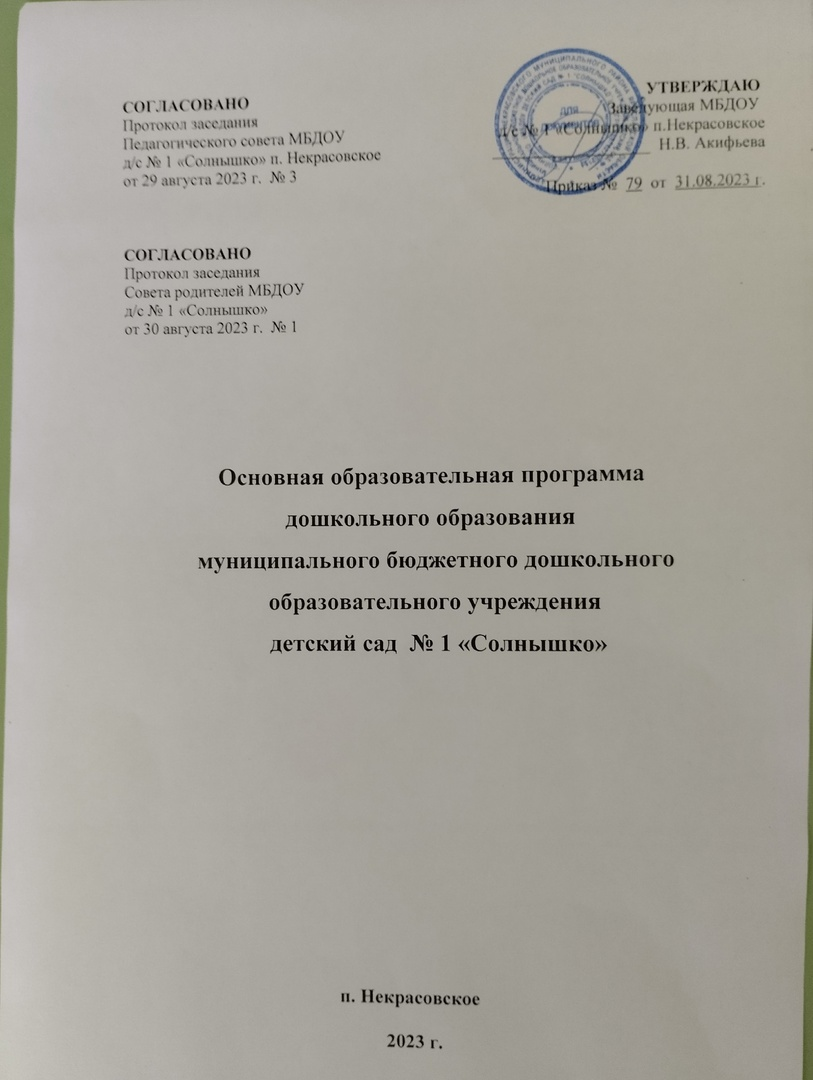 СОГЛАСОВАНО
Протокол заседания
Педагогического совета МБДОУ
д/с № 1 «Солнышко» п. Некрасовское
от 29 августа 2023 г. № 3
УТВЕРЖДАЮ
Заведующая МБДОУ
д/с № 1 «Солнышко» п.Некрасовское
Н.В. Акифьева
Приказ № 79 от 31.08.2023 г.
СОГЛАСОВАНО
Протокол заседания
Совета родителей МБДОУ
д/с № 1 «Солнышко»
от 30 августа 2023 г. № 1
Основная образовательная программа
дошкольного образования
муниципального бюджетного дошкольного
образовательного учреждения
детский сад № 1 «Солнышко»
п. Некрасовское
2023 г.